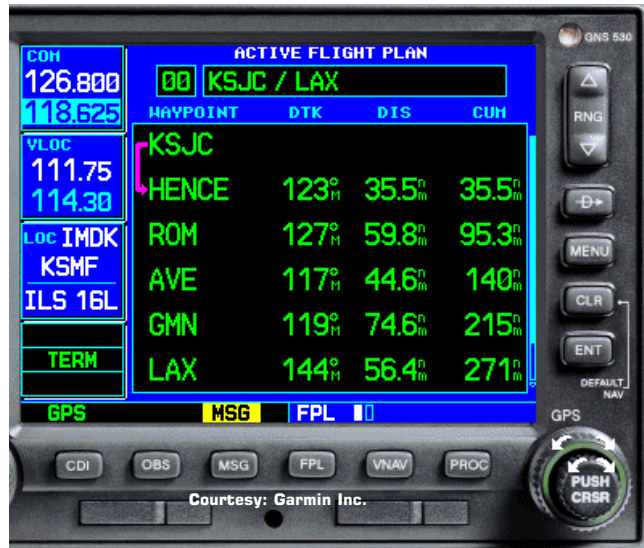 GNS 530
COM
126.800
118.625
VLOC
111.75
114.30
LOC IMDK
KSMF
ILS 16L
TERM
GPS
ACTIVE FLIGHT PLAN
00 KSJC / LAX
WAYPOINT DTK DIS CUM
KSJC
HENCE 123°M 35.5nm 35.5nm
ROM 127°M 59.8nm 95.3nm
AVE 117°M 44.6nm 140nm
GMN 119°M 74.6nm 215nm
LAX 144°M 56.4nm 271nm
MSG FPL
RNG
D
MENU
CLR
ENT
DEFAULT NAV
GPS
PUSH
CRSR
CDI OBS MSG FPL VNAV PROC
Courtesy: Garmin Inc.